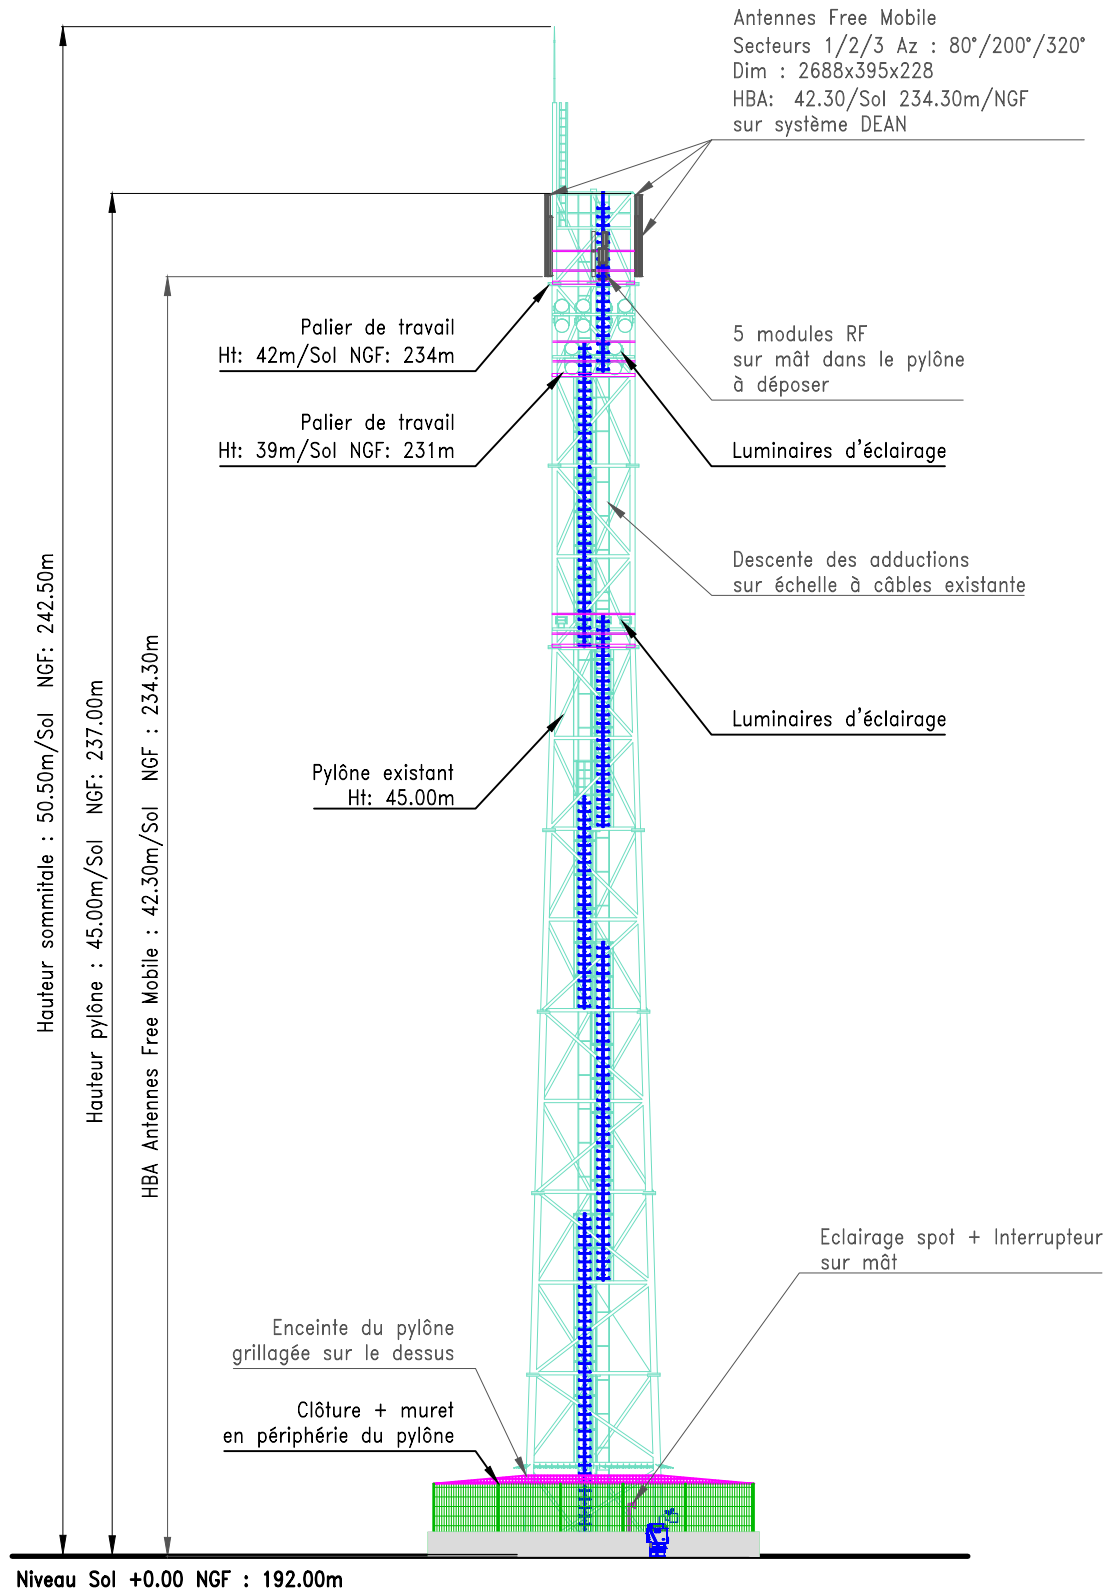 Antennes Free Mobile
Secteurs 1/2/3 Az : 80°/200°/320°
Dim : 2688x395x228
HBA: 42.30/Sol 234.30m/NGF
sur système DEAN
Palier de travail
Ht: 42m/Sol NGF: 234m
5 modules RF
sur mât dans le pylône
à déposer
Palier de travail
Ht: 39m/Sol NGF: 231m
Luminaires d'éclairage
Descente des adductions
sur échelle à câbles existante
Luminaires d'éclairage
Pylône existant
Ht: 45.00m
Hauteur sommitale : 50.50m/Sol NGF: 242.50m
Hauteur pylône : 45.00m/Sol NGF: 237.00m
HBA Antennes Free Mobile : 42.30m/Sol NGF : 234.30m
Eclairage spot + Interrupteur
sur mât
Enceinte du pylône
grillagée sur le dessus
Clôture + muret
en périphérie du pylône
Niveau Sol +0.00 NGF : 192.00m